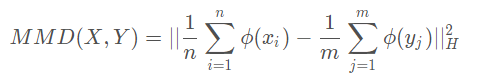 MMD(X,Y) = ||\frac{1}{n} \sum_{i=1}^{n} \phi(x_i) - \frac{1}{m} \sum_{j=1}^{m} \phi(y_j)||_H^2